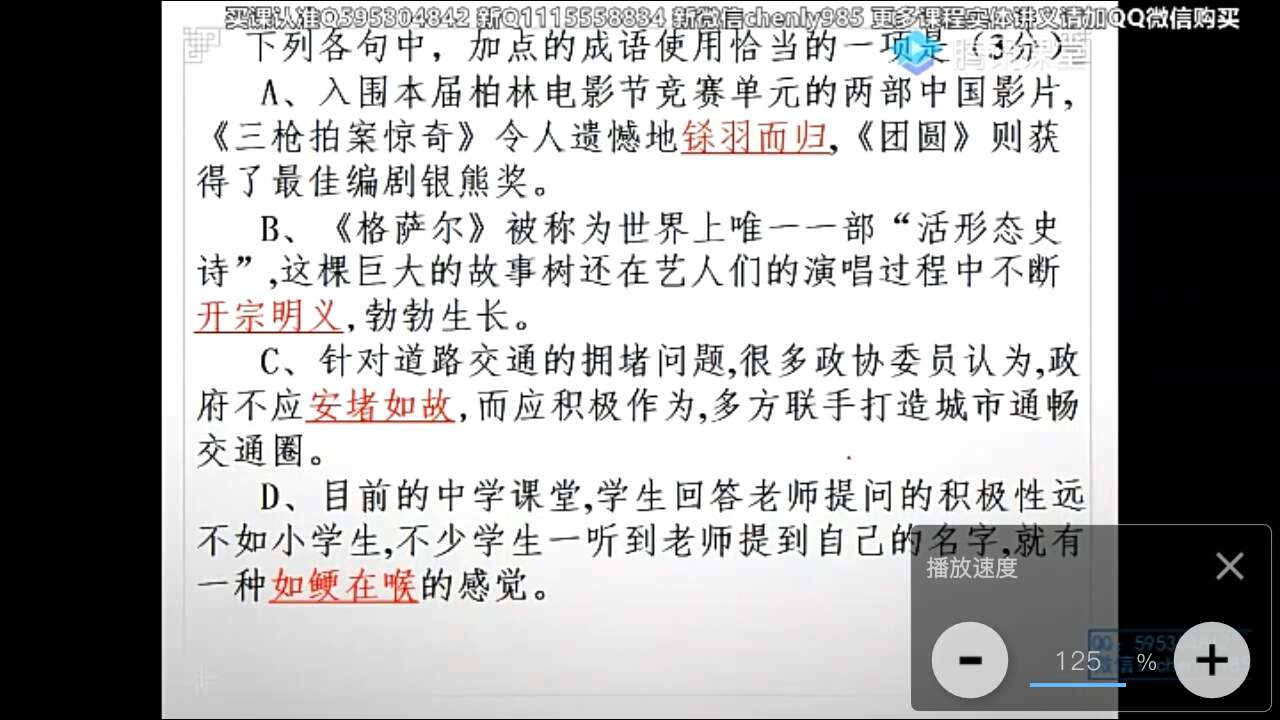 买课认准Q595304842 新Q1115558834 新微信chenly985 更多课程实体讲义请加QQ微信购买
下列各句中，加点的成语使用恰当的一项是（3分）
腾讯课堂
A、入围本届柏林电影节竞赛单元的两部中国影片,
《三枪拍案惊奇》令人遗憾地铩羽而归,《团圆》则获
得了最佳编剧银熊奖。
B、《格萨尔》被称为世界上唯一一部“活形态史
诗”,这棵巨大的故事树还在艺人们的演唱过程中不断
开宗明义,勃勃生长。
C、针对道路交通的拥堵问题,很多政协委员认为,政
府不应安堵如故,而应积极作为,多方联手打造城市通畅
交通圈。
D、目前的中学课堂,学生回答老师提问的积极性远
不如小学生,不少学生一听到老师提到自己的名字,就有
一种如鲠在喉的感觉。
播放速度
125 %